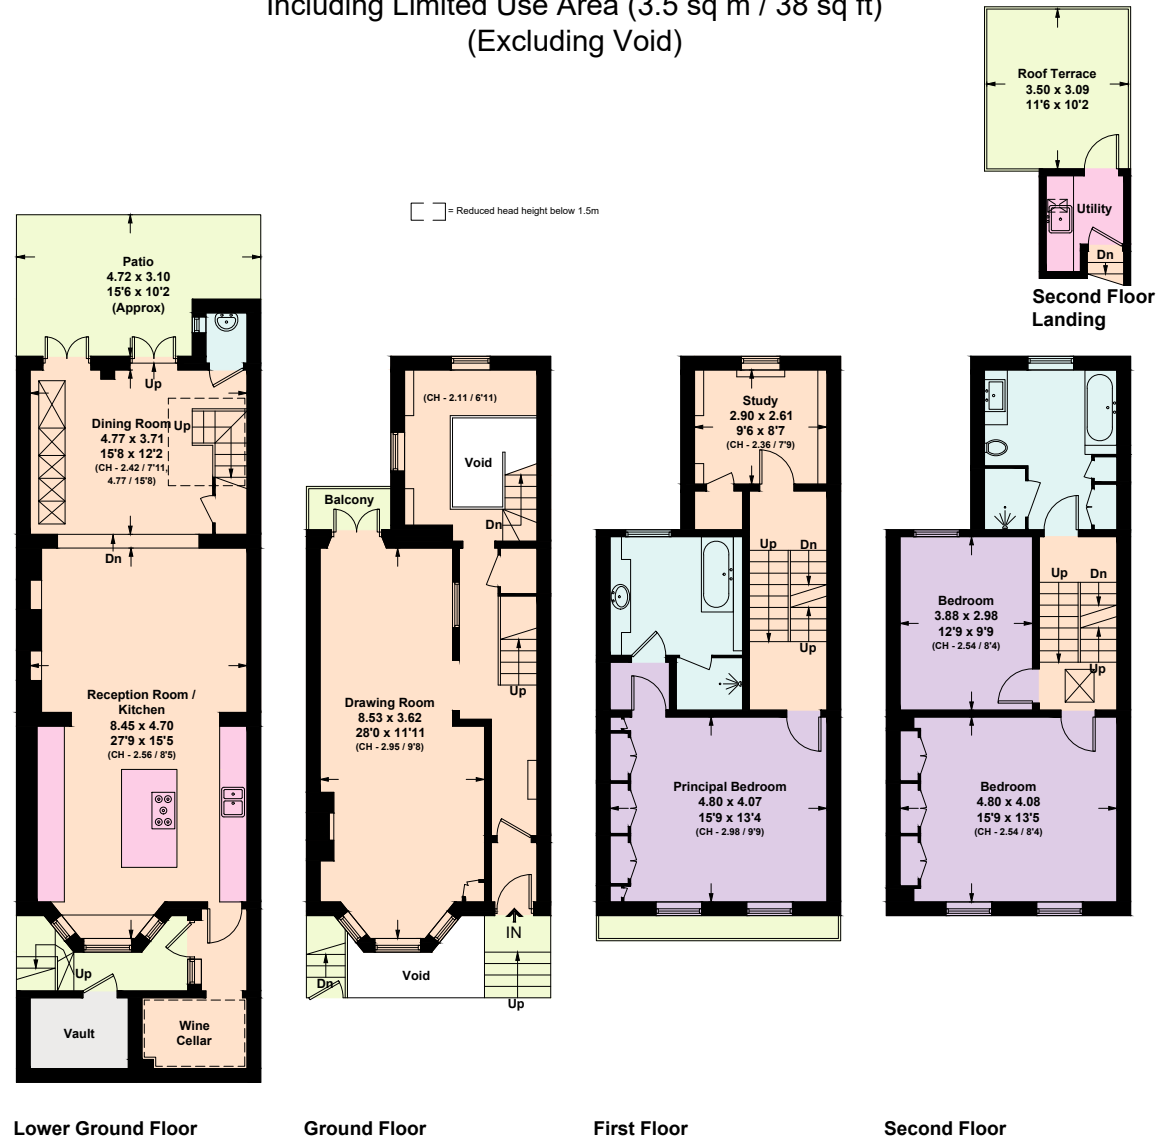 Including Limited Use Area (3.5 sq m / 38 sq ft)
(Excluding Void)
Roof Terrace
3.50 x 3.09
11'6 x 10'2
Utility
Dn
Second Floor
Landing
= Reduced head height below 1.5m
Patio
4.72 x 3.10
15'6 x 10'2
(Approx)
Up
Dining Room
4.77 x 3.71
15'8 x 12'2
(CH - 2.42 / 7'11,
4.77 / 15'8)
Up
Dn
Reception Room /
Kitchen
8.45 x 4.70
27'9 x 15'5
(CH - 2.56 / 8'5)
Up
Vault
Wine
Cellar
Lower Ground Floor
(CH - 2.11 / 6'11)
Void
Balcony
Dn
Up
Drawing Room
8.53 x 3.62
28'0 x 11'11
(CH - 2.95 / 9'8)
IN
Void
Dn
Up
Ground Floor
Study
2.90 x 2.61
9'6 x 8'7
(CH - 2.36 / 7'9)
Up
Dn
Up
Principal Bedroom
4.80 x 4.07
15'9 x 13'4
(CH - 2.98 / 9'9)
First Floor
Up
Dn
Up
Bedroom
3.88 x 2.98
12'9 x 9'9
(CH - 2.54 / 8'4)
Bedroom
4.80 x 4.08
15'9 x 13'5
(CH - 2.54 / 8'4)
Second Floor